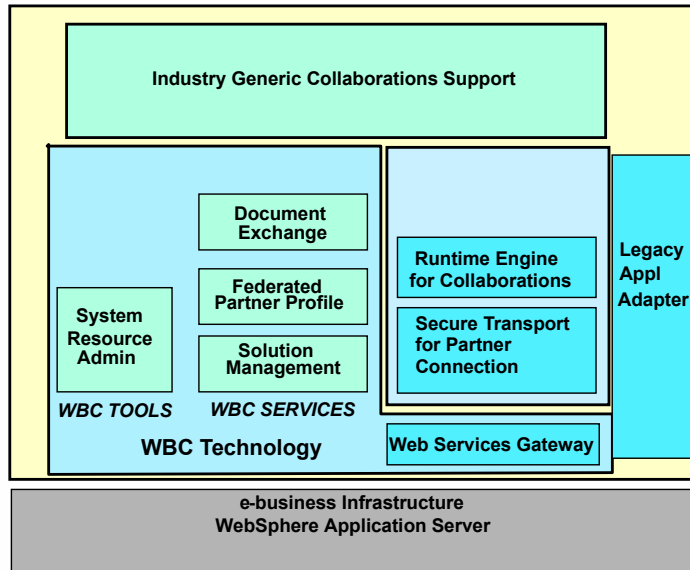 Industry Generic Collaborations Support
Document
Exchange
Federated
Partner Profile
Solution
Management
WBC SERVICES
System
Resource
Admin
WBC TOOLS
WBC Technology
Runtime Engine
for Collaborations
Secure Transport
for Partner
Connection
Web Services Gateway
Legacy
Appl
Adapter
e-business Infrastructure
WebSphere Application Server